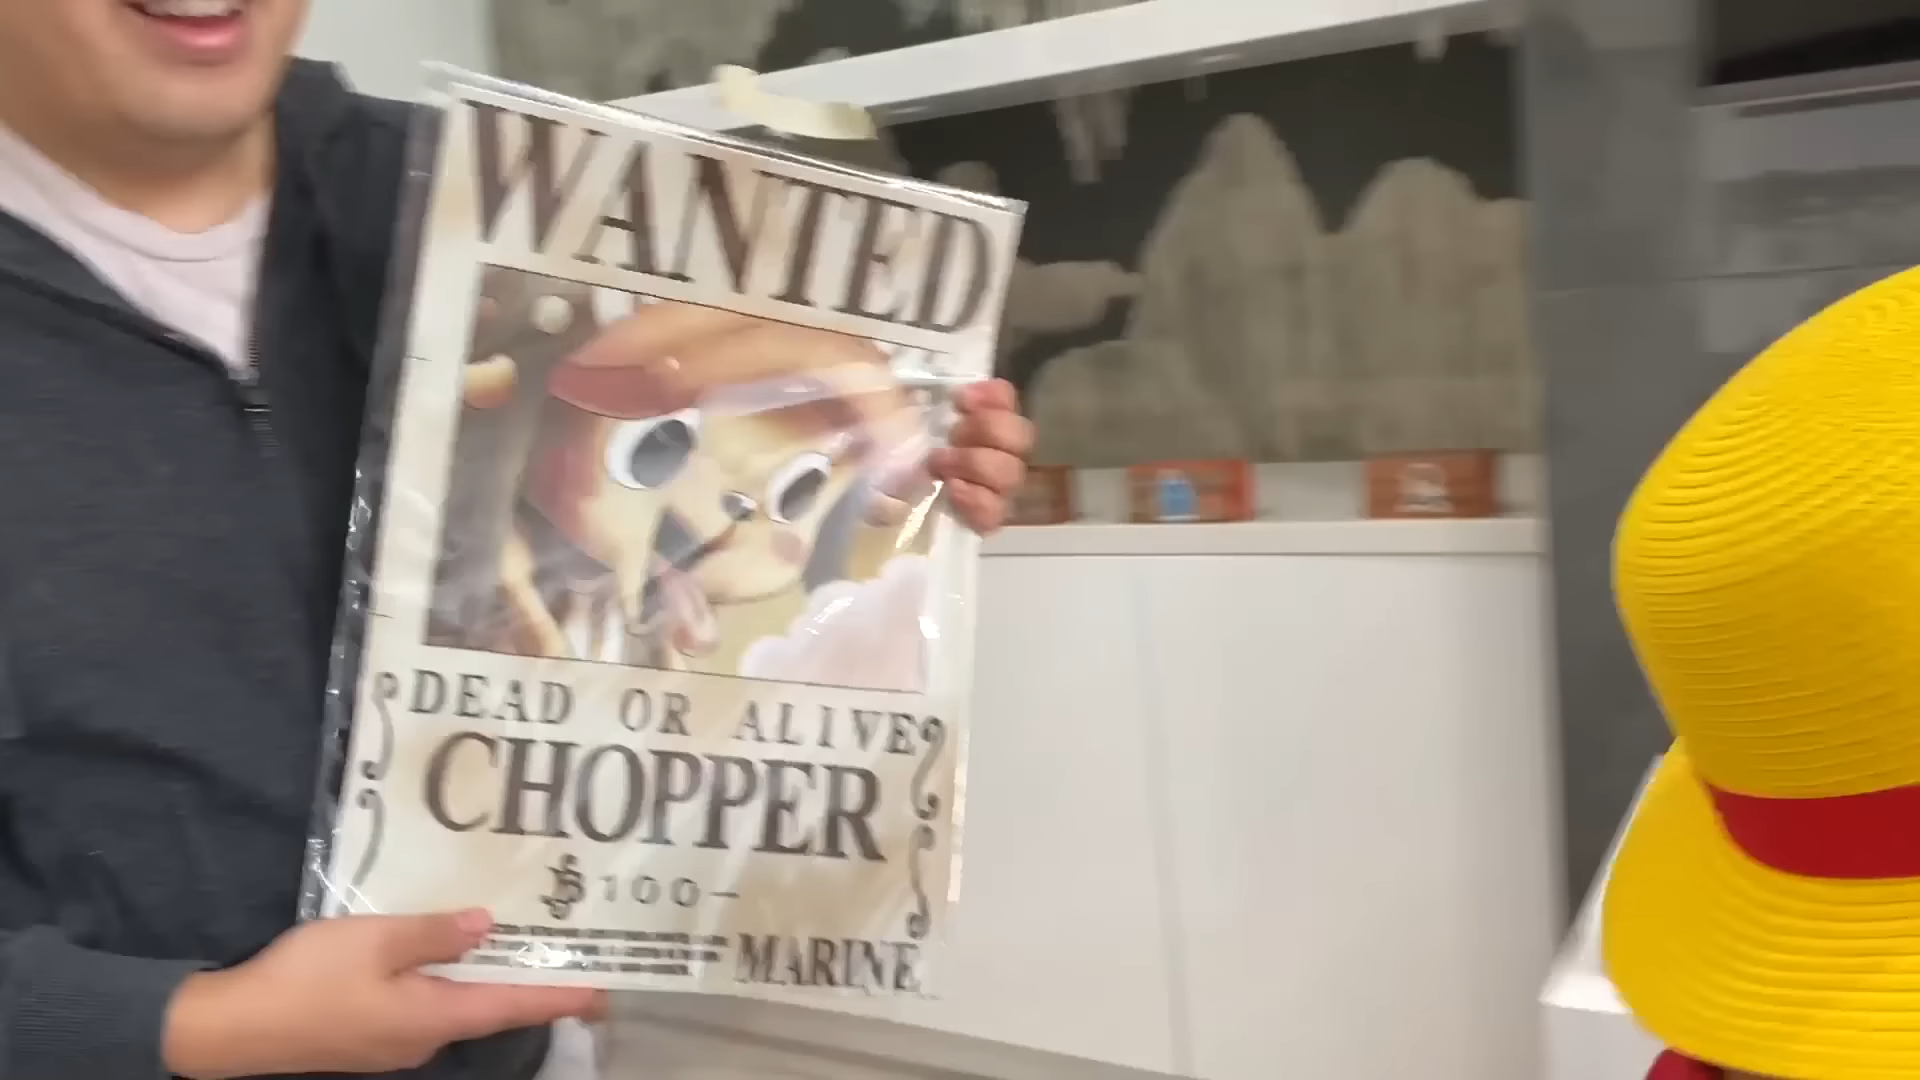 WANTED
DEAD OR ALIVE
CHOPPER
฿100-
MARINE